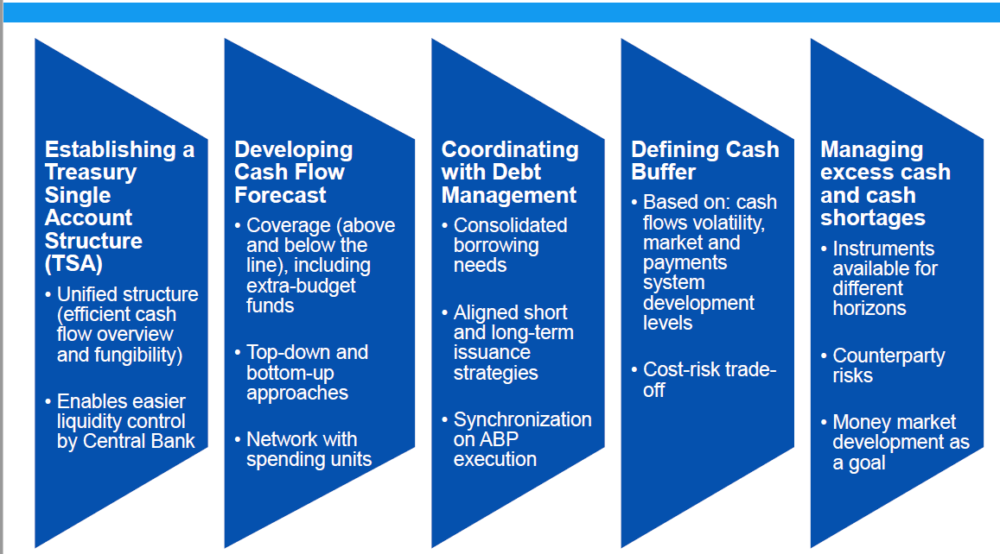 Establishing a
Treasury
Single
Account
Structure
(TSA)
• Unified structure
(efficient cash
flow overview
and fungibility)
• Enables easier
liquidity control
by Central Bank
Developing
Cash Flow
Forecast
• Coverage (above
and below the
line), including
extra-budget
funds
• Top-down and
bottom-up
approaches
• Network with
spending units
Coordinating
with Debt
Management
• Consolidated
borrowing
needs
• Aligned short
and long-term
issuance
strategies
• Synchronization
on ABP
execution
Defining Cash
Buffer
• Based on: cash
flows volatility,
market and
payments
system
development
levels
• Cost-risk trade-
off
Managing
excess cash
and cash
shortages
• Instruments
available for
different
horizons
• Counterparty
risks
• Money market
development as
a goal